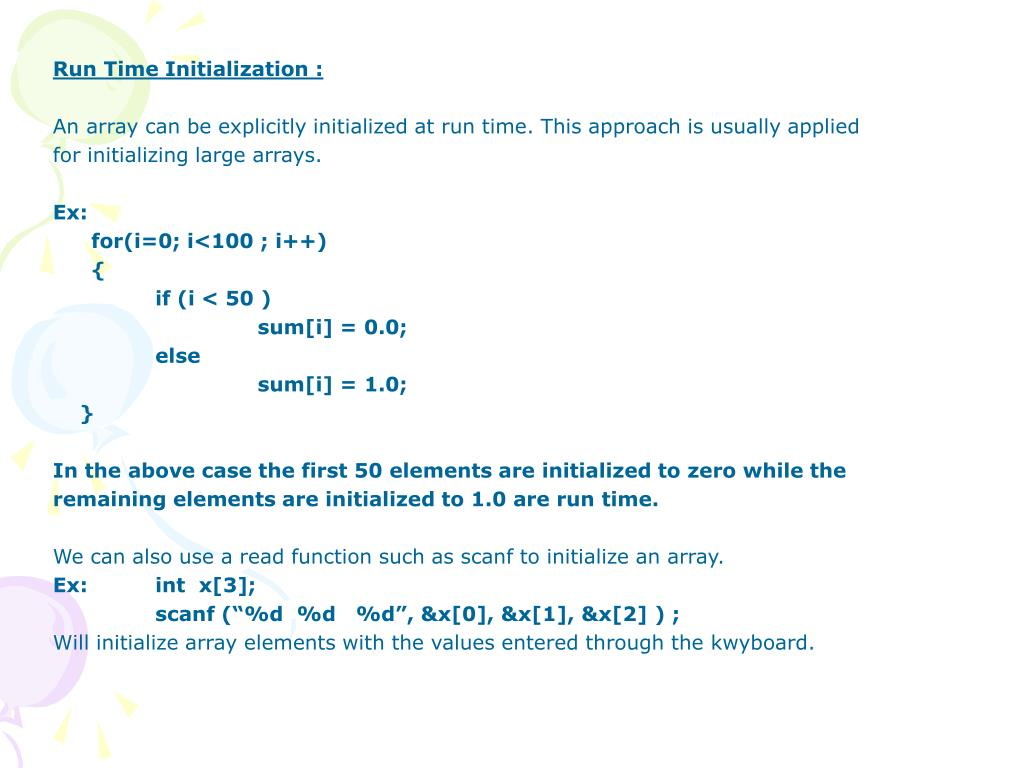 Run Time Initialization :
An array can be explicitly initialized at run time. This approach is usually applied
for initializing large arrays.
Ex:
for(i=0; i<100 ; i++)
{
if (i < 50 )
sum[i] = 0.0;
else
sum[i] = 1.0;
}
In the above case the first 50 elements are initialized to zero while the
remaining elements are initialized to 1.0 are run time.
We can also use a read function such as scanf to initialize an array.
Ex: int x[3];
scanf (“%d %d %d”, &x[0], &x[1], &x[2] ) ;
Will initialize array elements with the values entered through the kwyboard.